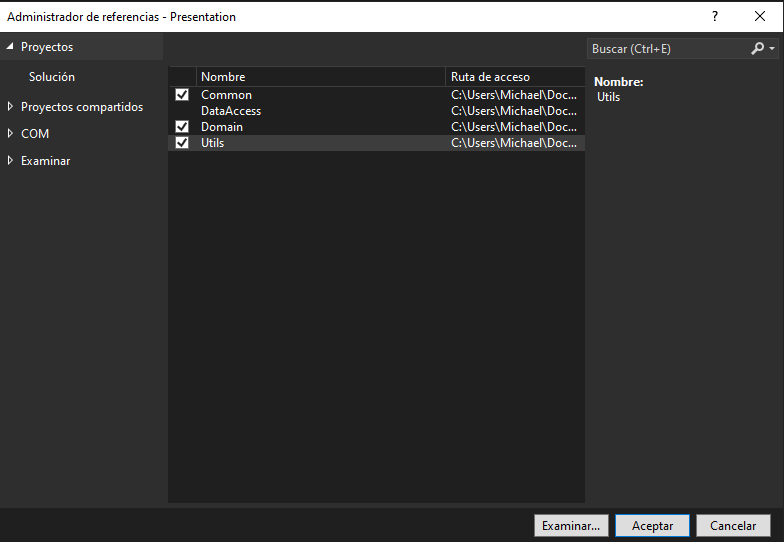 Administrador de referencias - Presentation
?
Proyectos
Solución
Proyectos compartidos
COM
Examinar
Buscar (Ctrl+E)
Nombre Ruta de acceso
Common C:\Users\Michael\Doc...
DataAccess C:\Users\Michael\Doc...
Domain C:\Users\Michael\Doc...
Utils C:\Users\Michael\Doc...
Nombre:
Utils
Examinar... Aceptar Cancelar